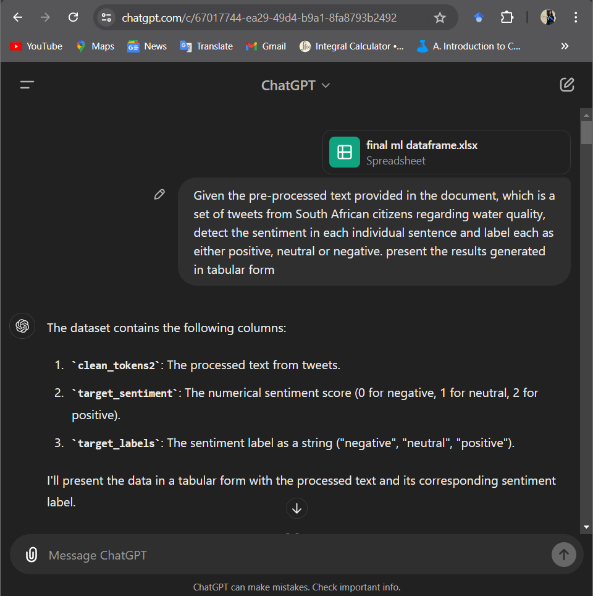 chatgpt.com/c/67017744-ea29-49d4-b9a1-8fa8793b2492
YouTube Maps News Translate Gmail Integral Calculator •... A. Introduction to C... »
ChatGPT
final ml dataframe.xlsx
Spreadsheet
Given the pre-processed text provided in the document, which is a
set of tweets from South African citizens regarding water quality,
detect the sentiment in each individual sentence and label each as
either positive, neutral or negative. present the results generated
in tabular form
The dataset contains the following columns:
1. `clean_tokens2`: The processed text from tweets.
2. `target_sentiment`: The numerical sentiment score (0 for negative, 1 for neutral, 2 for
positive).
3. `target_labels`: The sentiment label as a string ("negative", "neutral", "positive").
I'll present the data in a tabular form with the processed text and its corresponding sentiment
label.
Message ChatGPT
ChatGPT can make mistakes. Check important info.